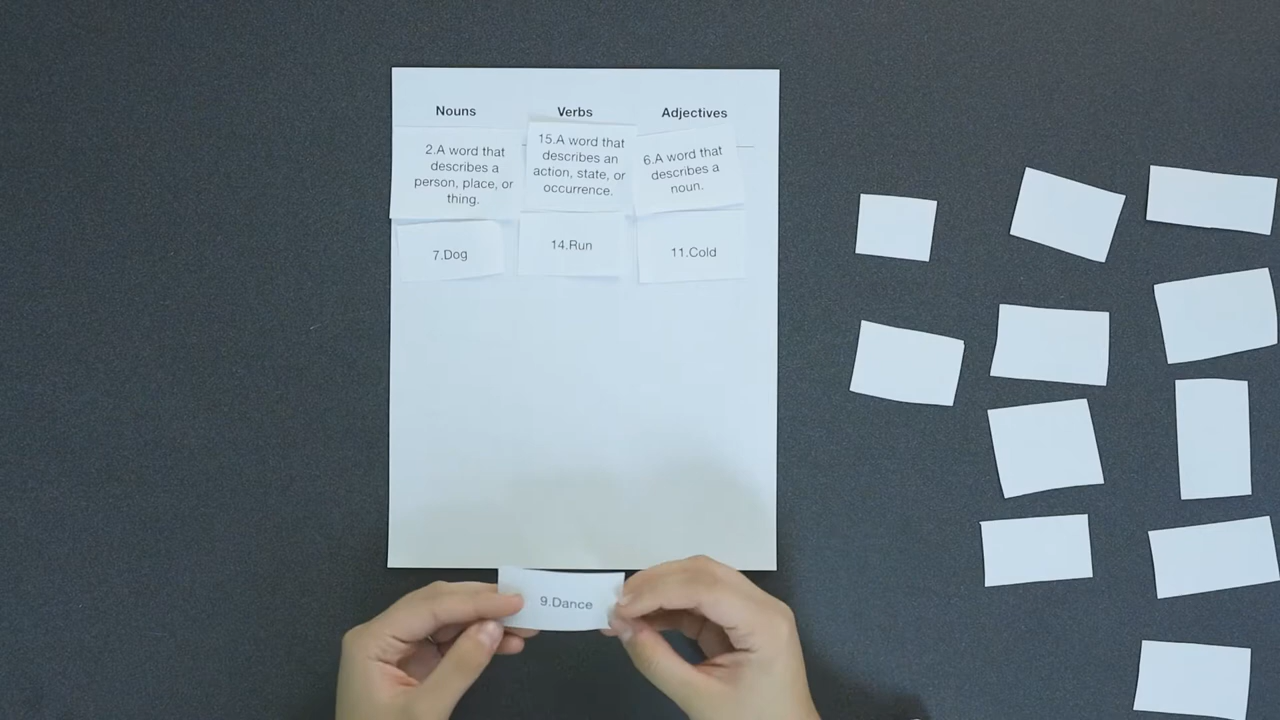 Nouns
Verbs
Adjectives
2.A word that
describes a
person, place, or
thing.
15.A word that
describes an
action, state, or
occurrence.
6.A word that
describes a
noun.
7.Dog
14.Run
11.Cold
9.Dance